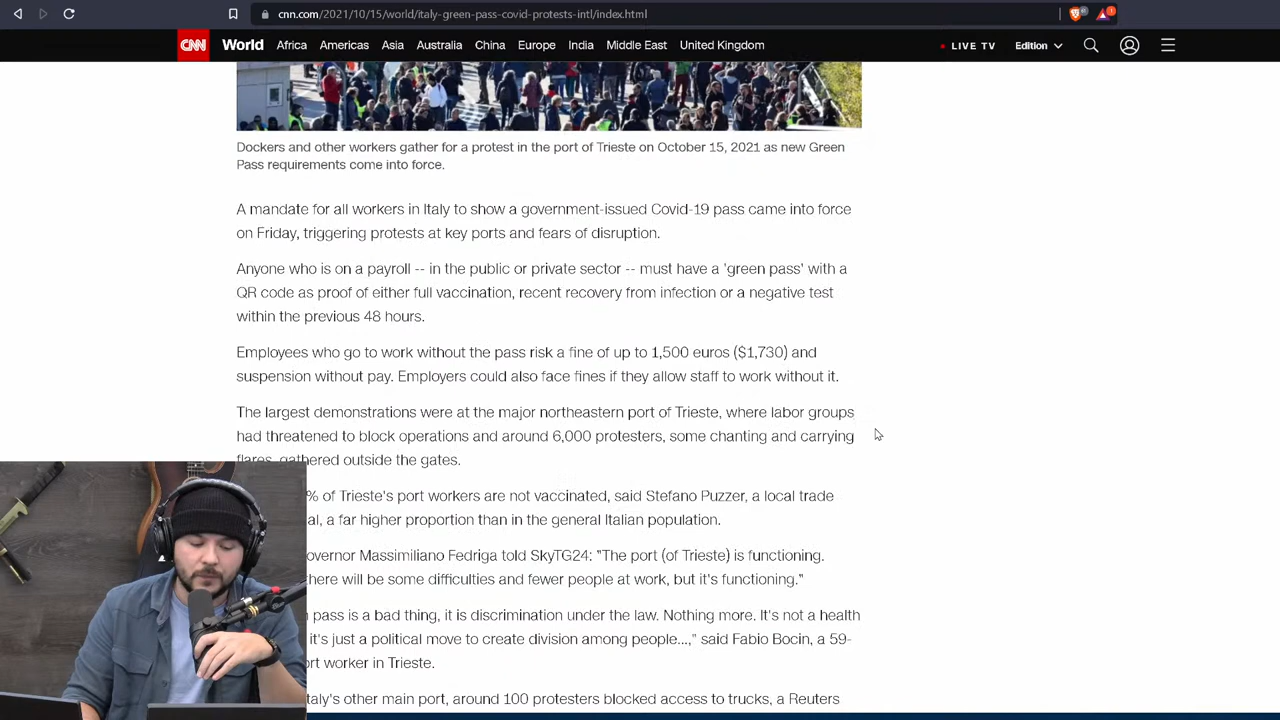 cnn.com/2021/10/15/world/italy-green-pass-covid-protests-intl/index.html
CNN World Africa Americas Asia Australia China Europe India Middle East United Kingdom LIVE TV Edition
Dockers and other workers gather for a protest in the port of Trieste on October 15, 2021 as new Green
Pass requirements come into force.
A mandate for all workers in Italy to show a government-issued Covid-19 pass came into force
on Friday, triggering protests at key ports and fears of disruption.
Anyone who is on a payroll -- in the public or private sector -- must have a 'green pass' with a
QR code as proof of either full vaccination, recent recovery from infection or a negative test
within the previous 48 hours.
Employees who go to work without the pass risk a fine of up to 1,500 euros ($1,730) and
suspension without pay. Employers could also face fines if they allow staff to work without it.
The largest demonstrations were at the major northeastern port of Trieste, where labor groups
had threatened to block operations and around 6,000 protesters, some chanting and carrying
flares, gathered outside the gates.
% of Trieste's port workers are not vaccinated, said Stefano Puzzer, a local trade
al, a far higher proportion than in the general Italian population.
overnor Massimiliano Fedriga told SkyTG24: "The port (of Trieste) is functioning.
here will be some difficulties and fewer people at work, but it's functioning."
pass is a bad thing, it is discrimination under the law. Nothing more. It's not a health
it's just a political move to create division among people...," said Fabio Bocin, a 59-
rt worker in Trieste.
taly's other main port, around 100 protesters blocked access to trucks, a Reuters